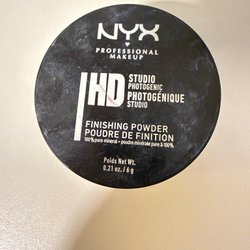 NYX
PROFESSIONAL
MAKEUP
HD STUDIO
PHOTOGENIC
PHOTOGÉNIQUE
STUDIO
FINISHING POWDER
POUDRE DE FINITION
100% pure mineral • poudre minérale pure à 100%
Poids Net Wt.
0.21 oz. / 6 g